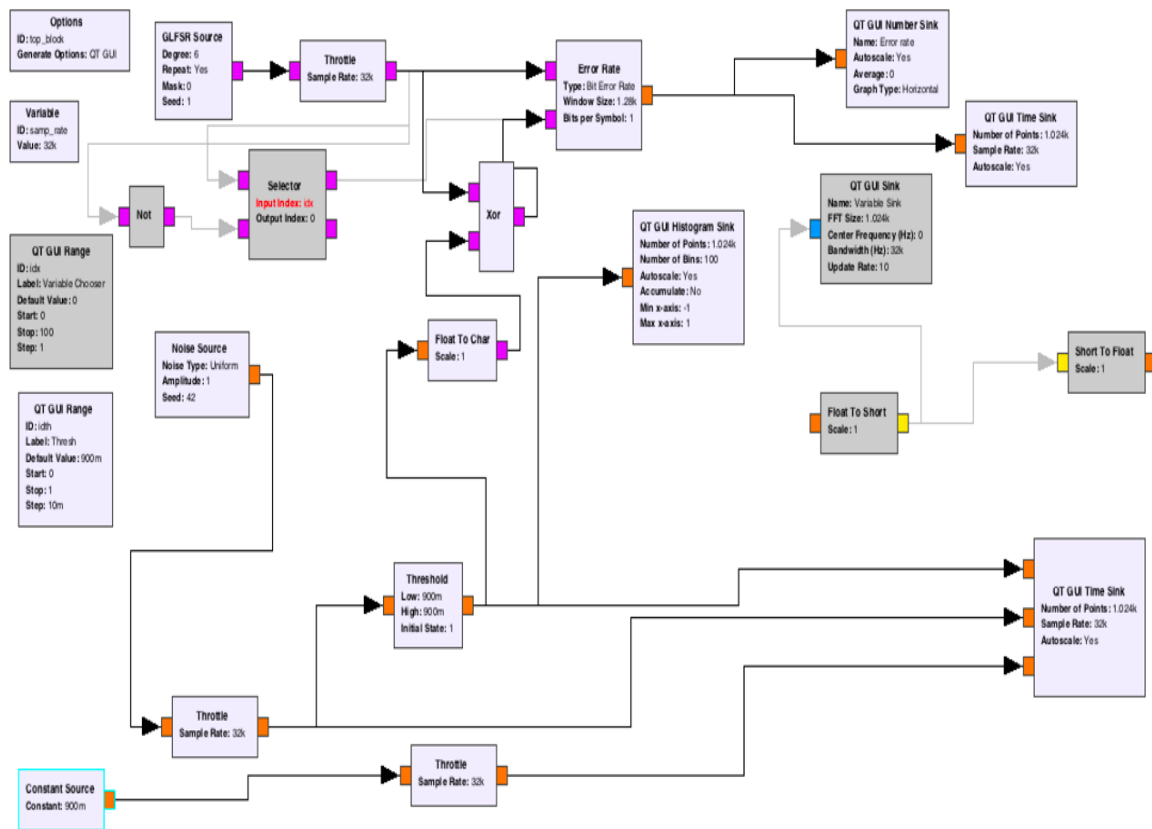 Options
ID: top_block
Generate Options: QT GUI
Variable
ID: samp_rate
Value: 32k
GLFSR Source
Degree: 6
Repeat: Yes
Mask: 0
Seed: 1
Throttle
Sample Rate: 32k
Error Rate
Type: Bit Error Rate
Window Size: 1.28k
Bits per Symbol: 1
QT GUI Number Sink
Name: Error rate
Autoscale: Yes
Average: 0
Graph Type: Horizontal
QT GUI Time Sink
Number of Points: 1.024k
Sample Rate: 32k
Autoscale: Yes
Not
Selector
Input Index: idx
Output Index: 0
Xor
QT GUI Sink
Name: Variable Sink
FFT Size: 1.024k
Center Frequency (Hz): 0
Bandwidth (Hz): 32k
Update Rate: 10
QT GUI Range
ID: idx
Label: Variable Chooser
Default Value: 0
Start: 0
Stop: 100
Step: 1
QT GUI Histogram Sink
Number of Points: 1.024k
Number of Bins: 100
Autoscale: Yes
Accumulate: No
Min x-axis: -1
Max x-axis: 1
Noise Source
Noise Type: Uniform
Amplitude: 1
Seed: 42
Float To Char
Scale: 1
Short To Float
Scale: 1
Float To Short
Scale: 1
QT GUI Range
ID: idth
Label: Thresh
Default Value: 900m
Start: 0
Stop: 1
Step: 10m
Threshold
Low: 900m
High: 900m
Initial State: 1
QT GUI Time Sink
Number of Points: 1.024k
Sample Rate: 32k
Autoscale: Yes
Throttle
Sample Rate: 32k
Throttle
Sample Rate: 32k
Constant Source
Constant: 900m